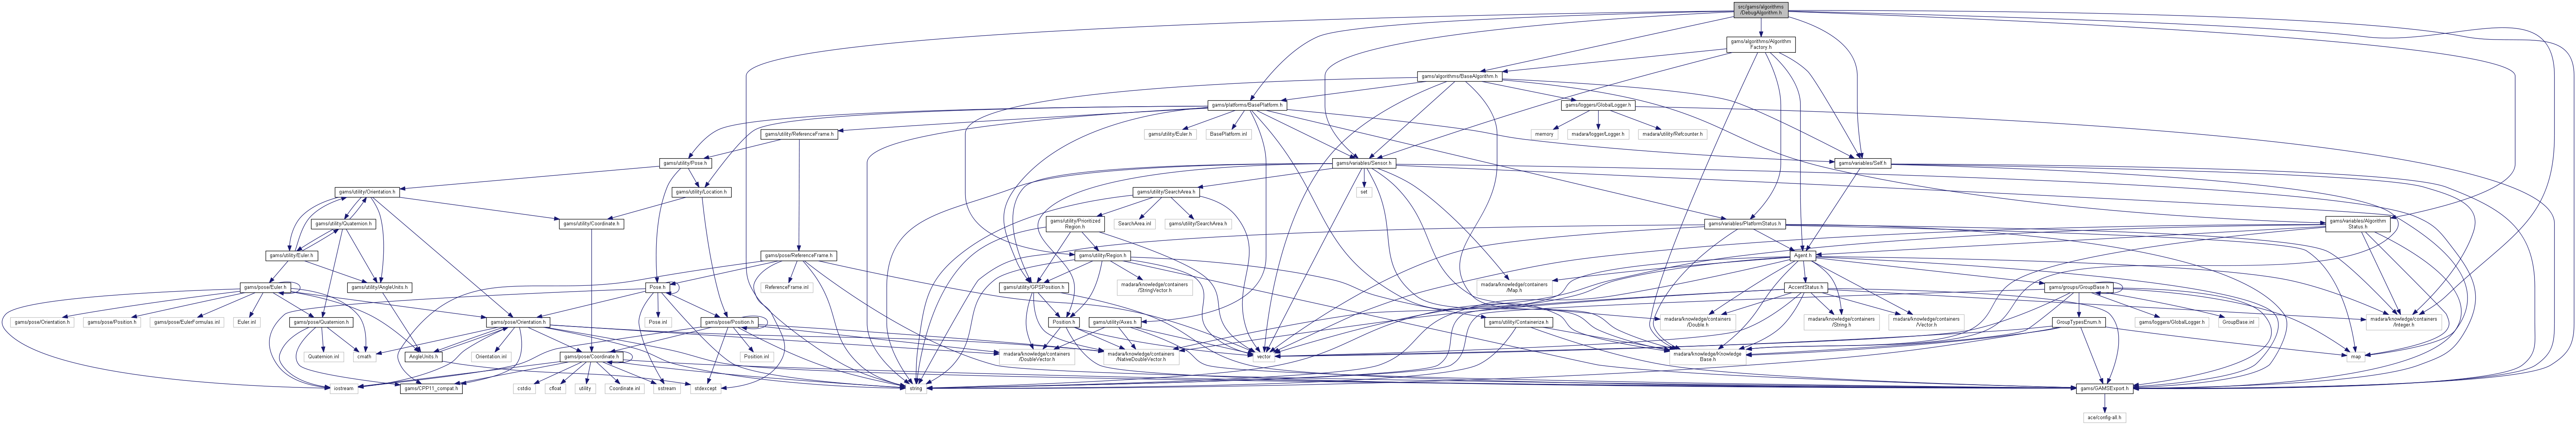 src/gams/algorithms
/DebugAlgorithm.h
gams/algorithms/Algorithm
Factory.h
gams/algorithms/BaseAlgorithm.h
gams/platforms/BasePlatform.h
gams/loggers/GlobalLogger.h
gams/utility/ReferenceFrame.h
gams/utility/Euler.h
BasePlatform.inl
memory
madara/logger/Logger.h
madara/utility/Refcounter.h
gams/utility/Pose.h
gams/variables/Sensor.h
gams/variables/Self.h
gams/utility/Orientation.h
gams/utility/Location.h
gams/utility/SearchArea.h
set
gams/utility/Quaternion.h
gams/utility/Coordinate.h
gams/utility/Prioritized
Region.h
SearchArea.inl
gams/utility/SearchArea.h
gams/variables/PlatformStatus.h
gams/variables/Algorithm
Status.h
gams/utility/Euler.h
gams/pose/ReferenceFrame.h
gams/utility/Region.h
Agent.h
gams/pose/Euler.h
gams/utility/AngleUnits.h
Pose.h
ReferenceFrame.inl
gams/utility/GPSPosition.h
madara/knowledge/containers
/StringVector.h
madara/knowledge/containers
/Map.h
AccentStatus.h
gams/groups/GroupBase.h
gams/pose/Orientation.h
gams/pose/Position.h
gams/pose/EulerFormulas.inl
Euler.inl
gams/pose/Quaternion.h
gams/pose/Orientation.h
Pose.inl
gams/pose/Position.h
Position.h
gams/utility/Axes.h
gams/utility/Containerize.h
madara/knowledge/containers
/Double.h
madara/knowledge/containers
/String.h
madara/knowledge/containers
/Vector.h
GroupTypesEnum.h
gams/loggers/GlobalLogger.h
GroupBase.inl
madara/knowledge/containers
/Integer.h
Quaternion.inl
cmath
AngleUnits.h
Orientation.inl
gams/pose/Coordinate.h
Position.inl
madara/knowledge/containers
/DoubleVector.h
madara/knowledge/containers
/NativeDoubleVector.h
vector
madara/knowledge/Knowledge
Base.h
map
iostream
gams/CPP11_compat.h
cstdio
cfloat
utility
Coordinate.inl
sstream
stdexcept
string
gams/GAMSExport.h
ace/config-all.h